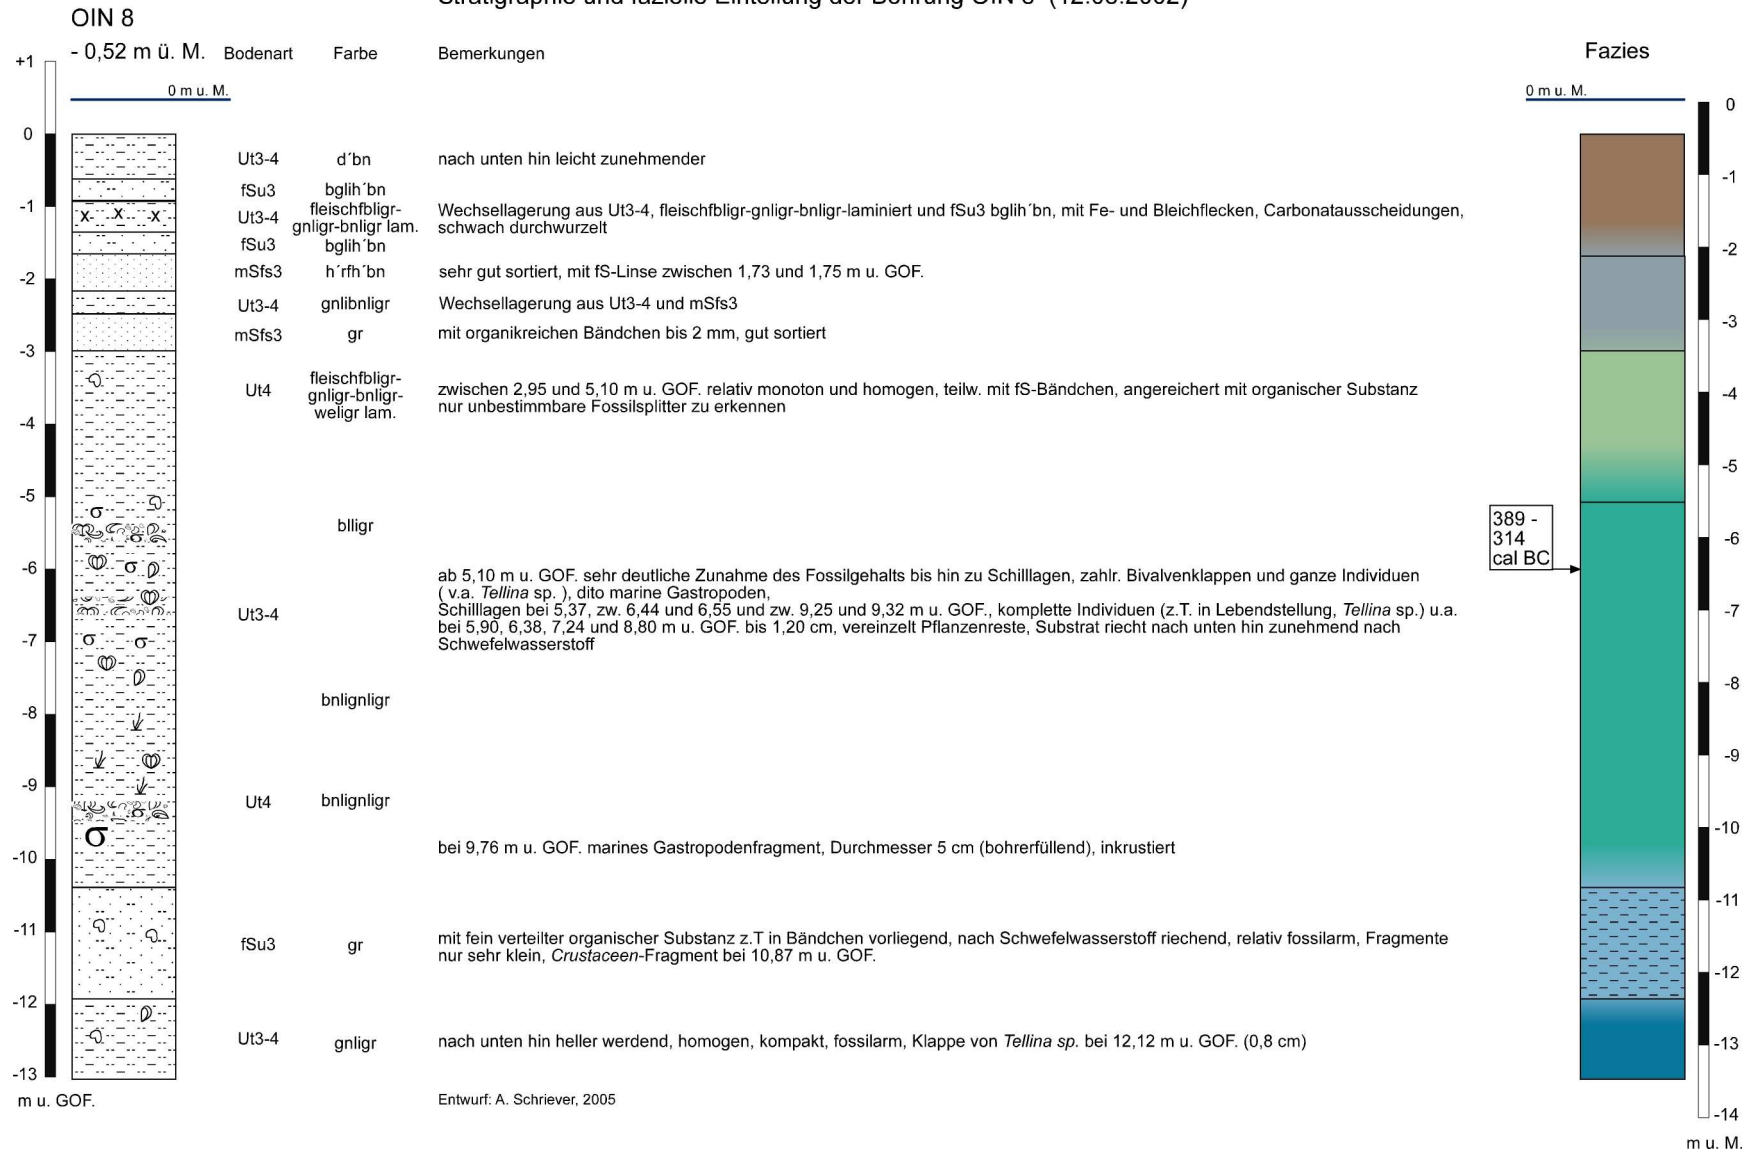 OIN 8
- 0,52 m ü. M.
Bodenart
Farbe
Bemerkungen
Fazies
+1
0 m u. M.
0 m u. M.
0
-1
-2
-3
-4
-5
-6
-7
-8
-9
-10
-11
-12
-13
m u. GOF.
x x x
Ut3-4 d´bn nach unten hin leicht zunehmender
fSu3 bglih´bn
Ut3-4
fleischfbligr-
gnligr-bnligr lam.
Wechsellagerung aus Ut3-4, fleischfbligr-gnligr-bnligr-laminiert und fSu3 bglih´bn, mit Fe- und Bleichflecken, Carbonatausscheidungen,
schwach durchwurzelt
fSu3 bglih´bn
mSfs3 h´rfh´bn sehr gut sortiert, mit fS-Linse zwischen 1,73 und 1,75 m u. GOF.
Ut3-4 gnlibnligr Wechsellagerung aus Ut3-4 und mSfs3
mSfs3 gr mit organikreichen Bändchen bis 2 mm, gut sortiert
Ut4
fleischfbligr-
gnligr-bnligr-
weligr lam.
zwischen 2,95 und 5,10 m u. GOF. relativ monoton und homogen, teilw. mit fS-Bändchen, angereichert mit organischer Substanz
nur unbestimmbare Fossilsplitter zu erkennen
blligr
Ut3-4
ab 5,10 m u. GOF. sehr deutliche Zunahme des Fossilgehalts bis hin zu Schilllagen, zahlr. Bivalvenklappen und ganze Individuen
( v.a. Tellina sp. ), dito marine Gastropoden,
Schilllagen bei 5,37, zw. 6,44 und 6,55 und zw. 9,25 und 9,32 m u. GOF., komplette Individuen (z.T. in Lebendstellung, Tellina sp.) u.a.
bei 5,90, 6,38, 7,24 und 8,80 m u. GOF. bis 1,20 cm, vereinzelt Pflanzenreste, Substrat riecht nach unten hin zunehmend nach
Schwefelwasserstoff
bnlignligr
Ut4 bnlignligr
bei 9,76 m u. GOF. marines Gastropodenfragment, Durchmesser 5 cm (bohrerfüllend), inkrustiert
fSu3 gr
mit fein verteilter organischer Substanz z.T in Bändchen vorliegend, nach Schwefelwasserstoff riechend, relativ fossilarm, Fragmente
nur sehr klein, Crustaceen-Fragment bei 10,87 m u. GOF.
Ut3-4 gnligr nach unten hin heller werdend, homogen, kompakt, fossilarm, Klappe von Tellina sp. bei 12,12 m u. GOF. (0,8 cm)
Entwurf: A. Schriever, 2005
389 -
314
cal BC
0
-1
-2
-3
-4
-5
-6
-7
-8
-9
-10
-11
-12
-13
-14
m u. M.